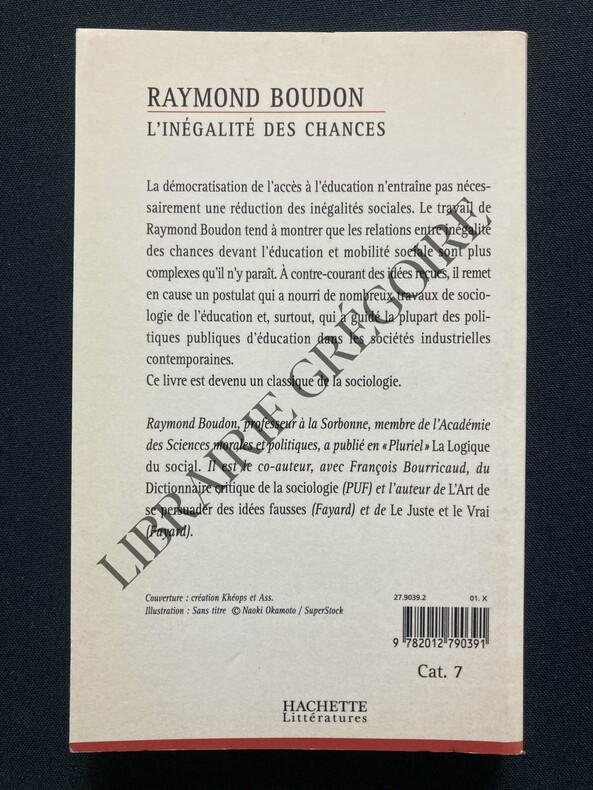 RAYMOND BOUDON
L'INÉGALITÉ DES CHANCES
La démocratisation de l'accès à l'éducation n'entraîne pas néces-
sairement une réduction des inégalités sociales. Le travail de
Raymond Boudon tend à montrer que les relations entre inégalité
des chances devant l'éducation et mobilité sociale sont plus
complexes qu'il n'y paraît. À contre-courant des idées reçues, il remet
en cause un postulat qui a nourri de nombreux travaux de socio-
logie de l'éducation et, surtout, qui a guidé la plupart des poli-
tiques publiques d'éducation dans les sociétés industrielles
contemporaines.
Ce livre est devenu un classique de la sociologie.
Raymond Boudon, professeur à la Sorbonne, membre de l'Académie
des Sciences morales et politiques, a publié en « Pluriel » La Logique
du social. Il est le co-auteur, avec François Bourricaud, du
Dictionnaire critique de la sociologie (PUF) et l'auteur de L'Art de
se persuader des idées fausses (Fayard) et de Le Juste et le Vrai
(Fayard).
LIBRAIRIE GRÉGOIRE
Couverture : création Khéops et Ass.
Illustration : Sans titre © Naoki Okamoto / SuperStock
27.9039.2 01. X
9 782012 790391
Cat. 7
HACHETTE
Littératures